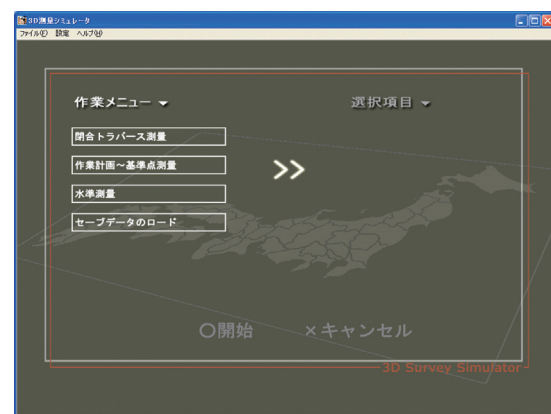 3D測量シミュレータ
ファイル(F) 設定 ヘルプ(H)
作業メニュー
選択項目
閉合トラバース測量
作業計画～基準点測量
>>
水準測量
セーブデータのロード
○開始
×キャンセル
3D Survey Simulator